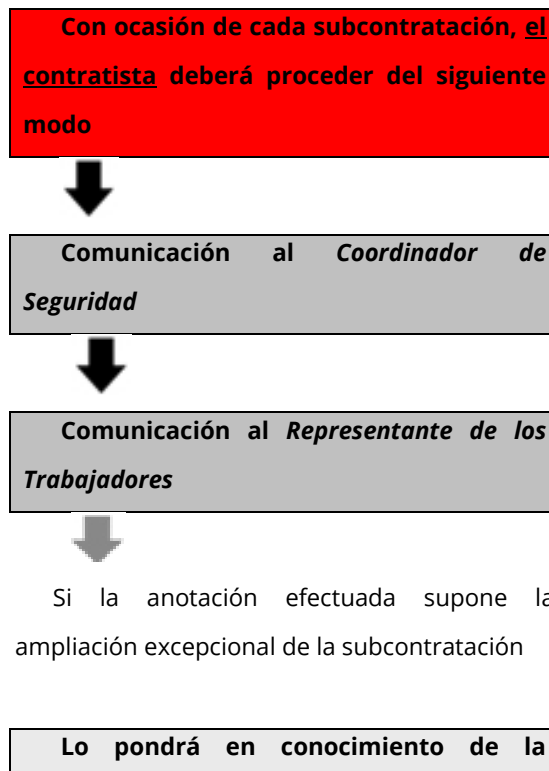 Con ocasión de cada subcontratación, el
contratista deberá proceder del siguiente
modo
Comunicación al Coordinador de
Seguridad
Comunicación al Representante de los
Trabajadores
Si la anotación efectuada supone la
ampliación excepcional de la subcontratación
Lo pondrá en conocimiento de la